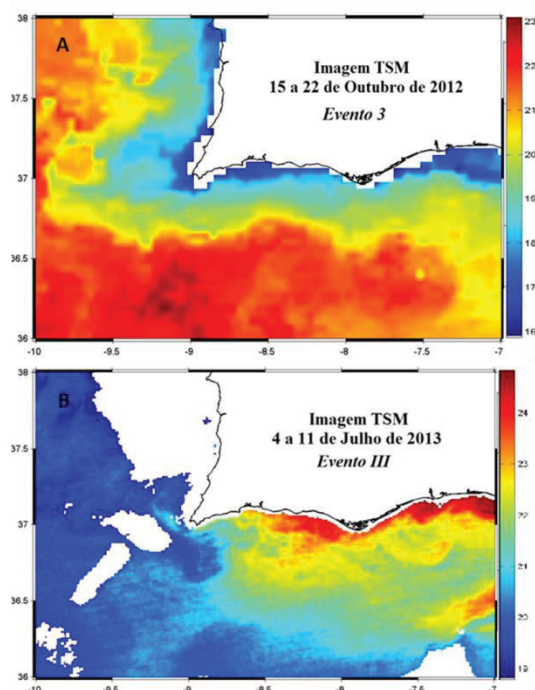 A
Imagem TSM
15 a 22 de Outubro de 2012
Evento 3
38
37.5
37
36.5
36
-10 -9.5 -9 -8.5 -8 -7.5 -7
23
22
21
20
19
18
17
16
B
Imagem TSM
4 a 11 de Julho de 2013
Evento III
38
37.5
37
36.5
36
-10 -9.5 -9 -8.5 -8 -7.5 -7
24
23
22
21
20
19